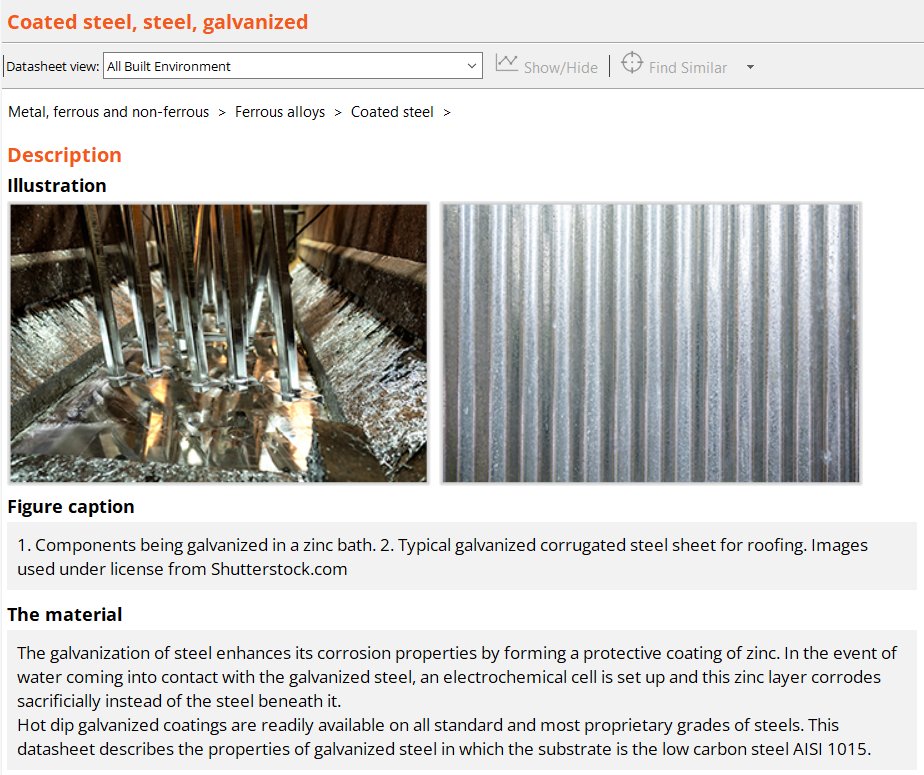 Coated steel, steel, galvanized
Datasheet view: All Built Environment Show/Hide Find Similar
Metal, ferrous and non-ferrous > Ferrous alloys > Coated steel >
Description
Illustration
Figure caption
1. Components being galvanized in a zinc bath. 2. Typical galvanized corrugated steel sheet for roofing. Images
used under license from Shutterstock.com
The material
The galvanization of steel enhances its corrosion properties by forming a protective coating of zinc. In the event of
water coming into contact with the galvanized steel, an electrochemical cell is set up and this zinc layer corrodes
sacrificially instead of the steel beneath it.
Hot dip galvanized coatings are readily available on all standard and most proprietary grades of steels. This
datasheet describes the properties of galvanized steel in which the substrate is the low carbon steel AISI 1015.